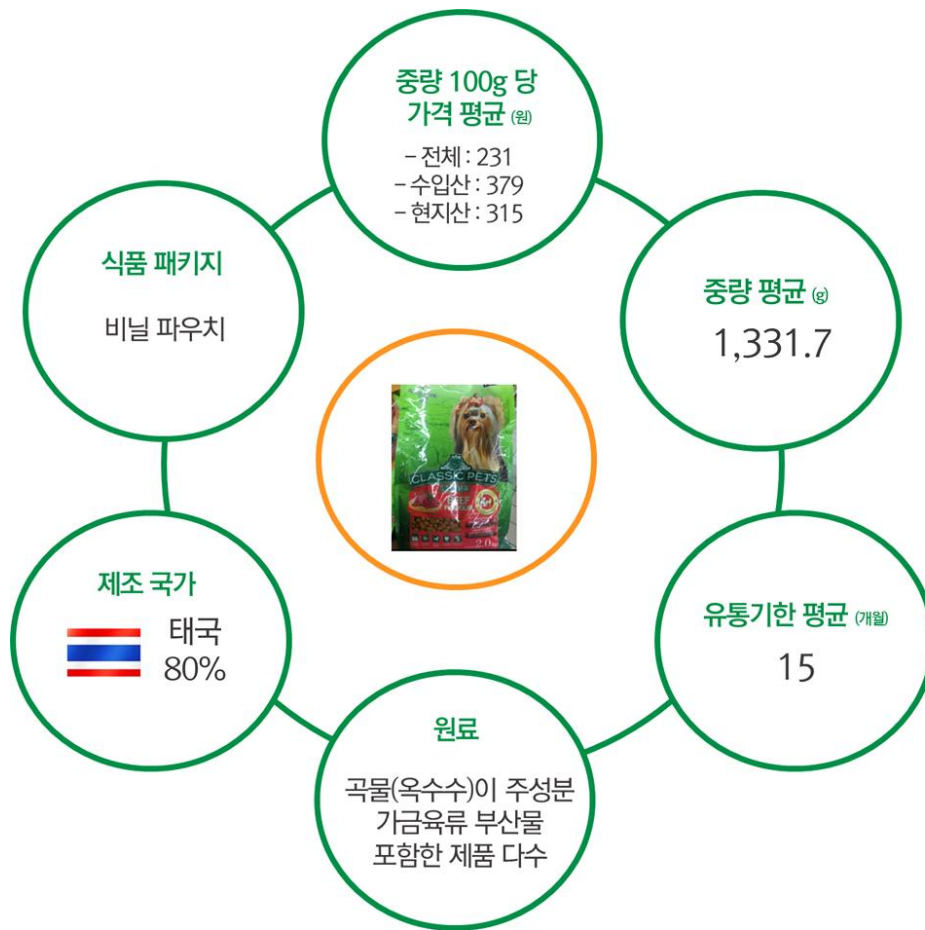 중량 100g 당
가격 평균 (원)
– 전체 : 231
– 수입산 : 379
– 현지산 : 315
식품 패키지
비닐 파우치
중량 평균 (g)
1,331.7
CLASSIC PETS
BEEF
2.0
제조 국가
태국
80%
유통기한 평균 (개월)
15
원료
곡물(옥수수)이 주성분
가금육류 부산물
포함한 제품 다수